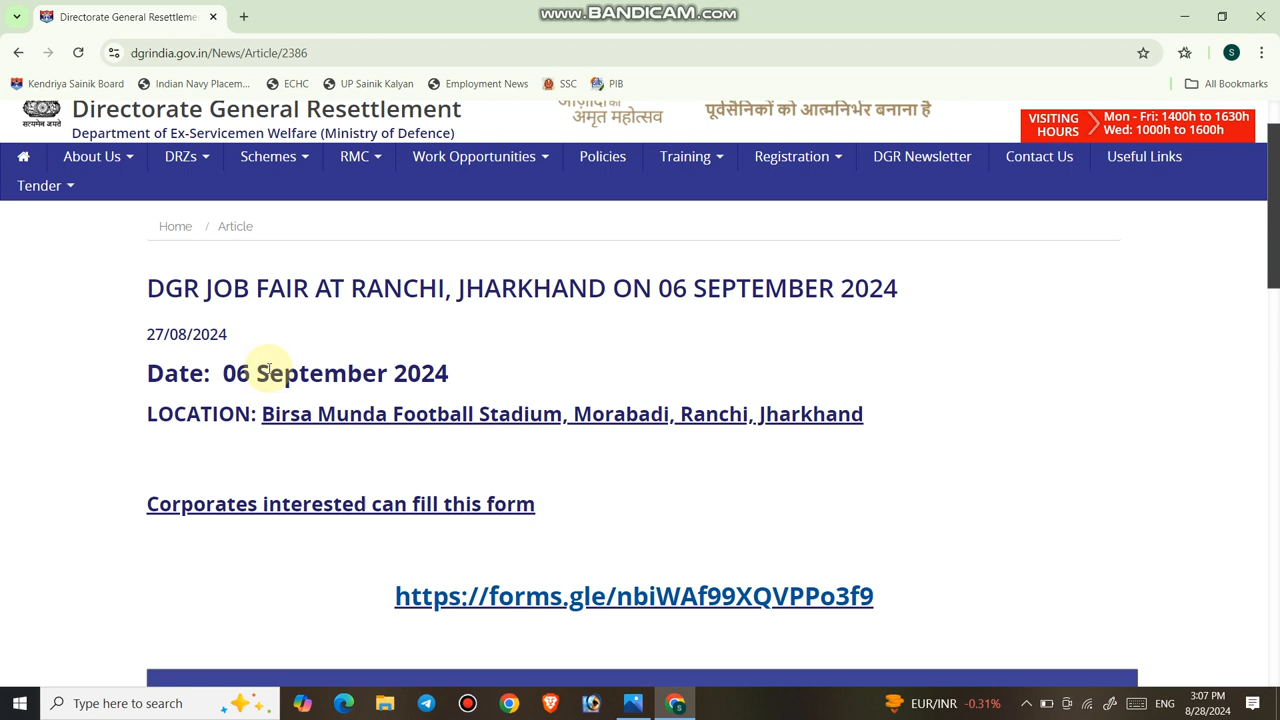 www.BANDICAM.com
Directorate General Resettleme
dgrindia.gov.in/News/Article/2386
S
Kendriya Sainik Board
Indian Navy Placem...
ECHC
UP Sainik Kalyan
Employment News
SSC
PIB
All Bookmarks
सत्यमेव जयते
Directorate General Resettlement
Department of Ex-Servicemen Welfare (Ministry of Defence)
आज़ादी का
अमृत महोत्सव
पूर्वसैनिकों को आत्मनिर्भर बनाना है
VISITING HOURS
Mon - Fri: 1400h to 1630h
Wed: 1000h to 1600h
About Us
DRZs
Schemes
RMC
Work Opportunities
Policies
Training
Registration
DGR Newsletter
Contact Us
Useful Links
Tender
Home / Article
DGR JOB FAIR AT RANCHI, JHARKHAND ON 06 SEPTEMBER 2024
27/08/2024
Date: 06 September 2024
LOCATION: Birsa Munda Football Stadium, Morabadi, Ranchi, Jharkhand
Corporates interested can fill this form
https://forms.gle/nbiWAf99XQVPPo3f9
Type here to search
EUR/INR -0.31%
ENG
3:07 PM
8/28/2024